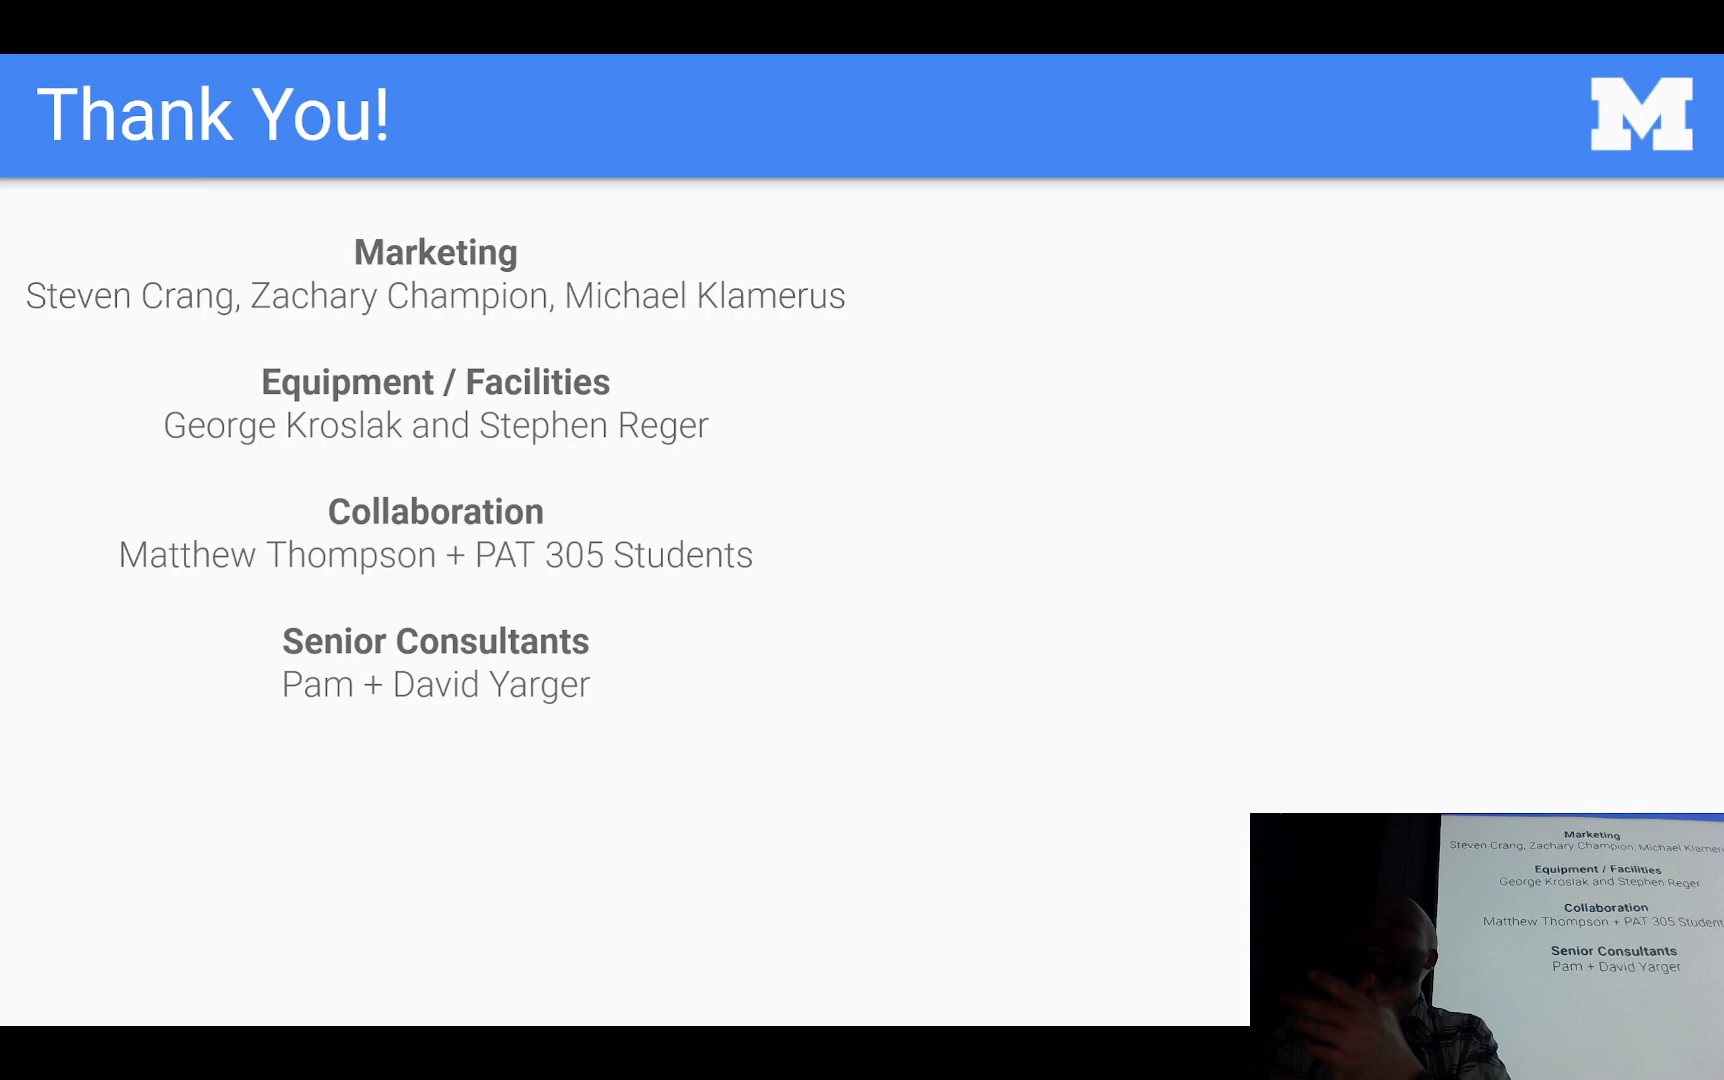 Thank You!
M
Marketing
Steven Crang, Zachary Champion, Michael Klamerus
Equipment / Facilities
George Kroslak and Stephen Reger
Collaboration
Matthew Thompson + PAT 305 Students
Senior Consultants
Pam + David Yarger
Marketing
Steven Crang, Zachary Champion, Michael Klameru
Equipment / Facilities
George Kroslak and Stephen Reger
Collaboration
Matthew Thompson + PAT 305 Student
Senior Consultants
Pam + David Yarger